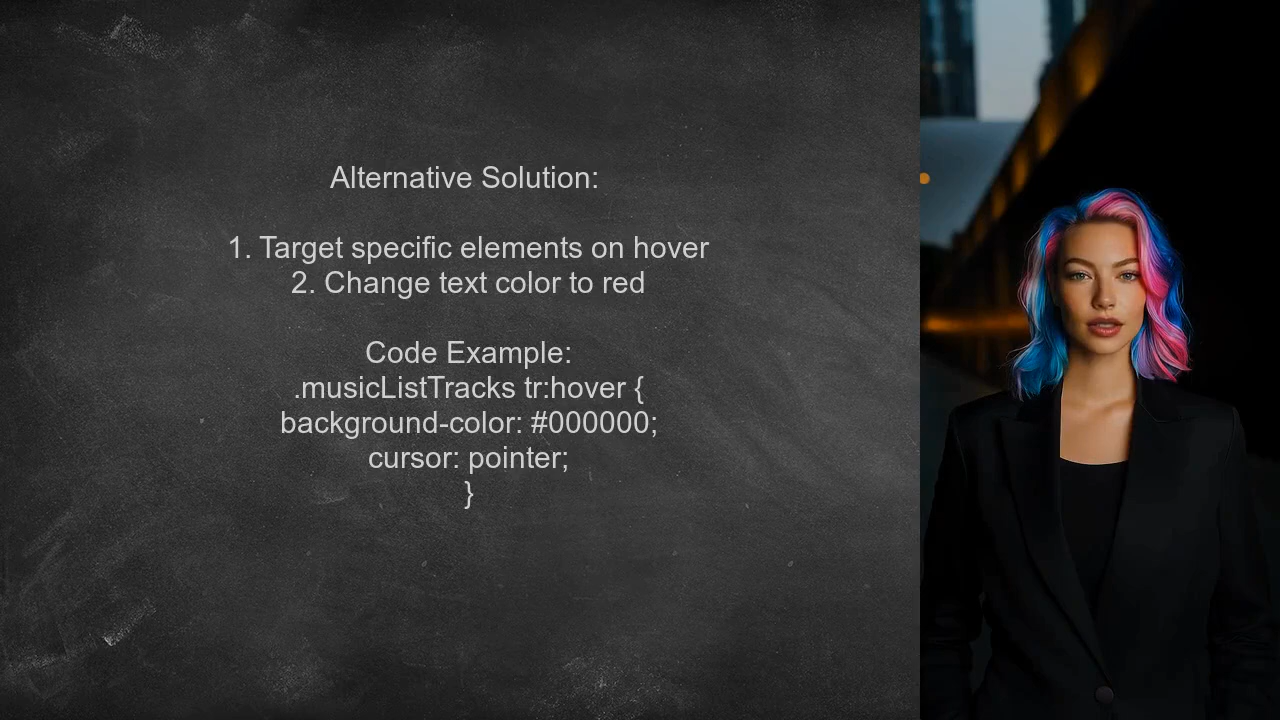 Alternative Solution:
1. Target specific elements on hover
2. Change text color to red
Code Example:
.musicListTracks tr:hover {
background-color: #000000;
cursor: pointer;
}